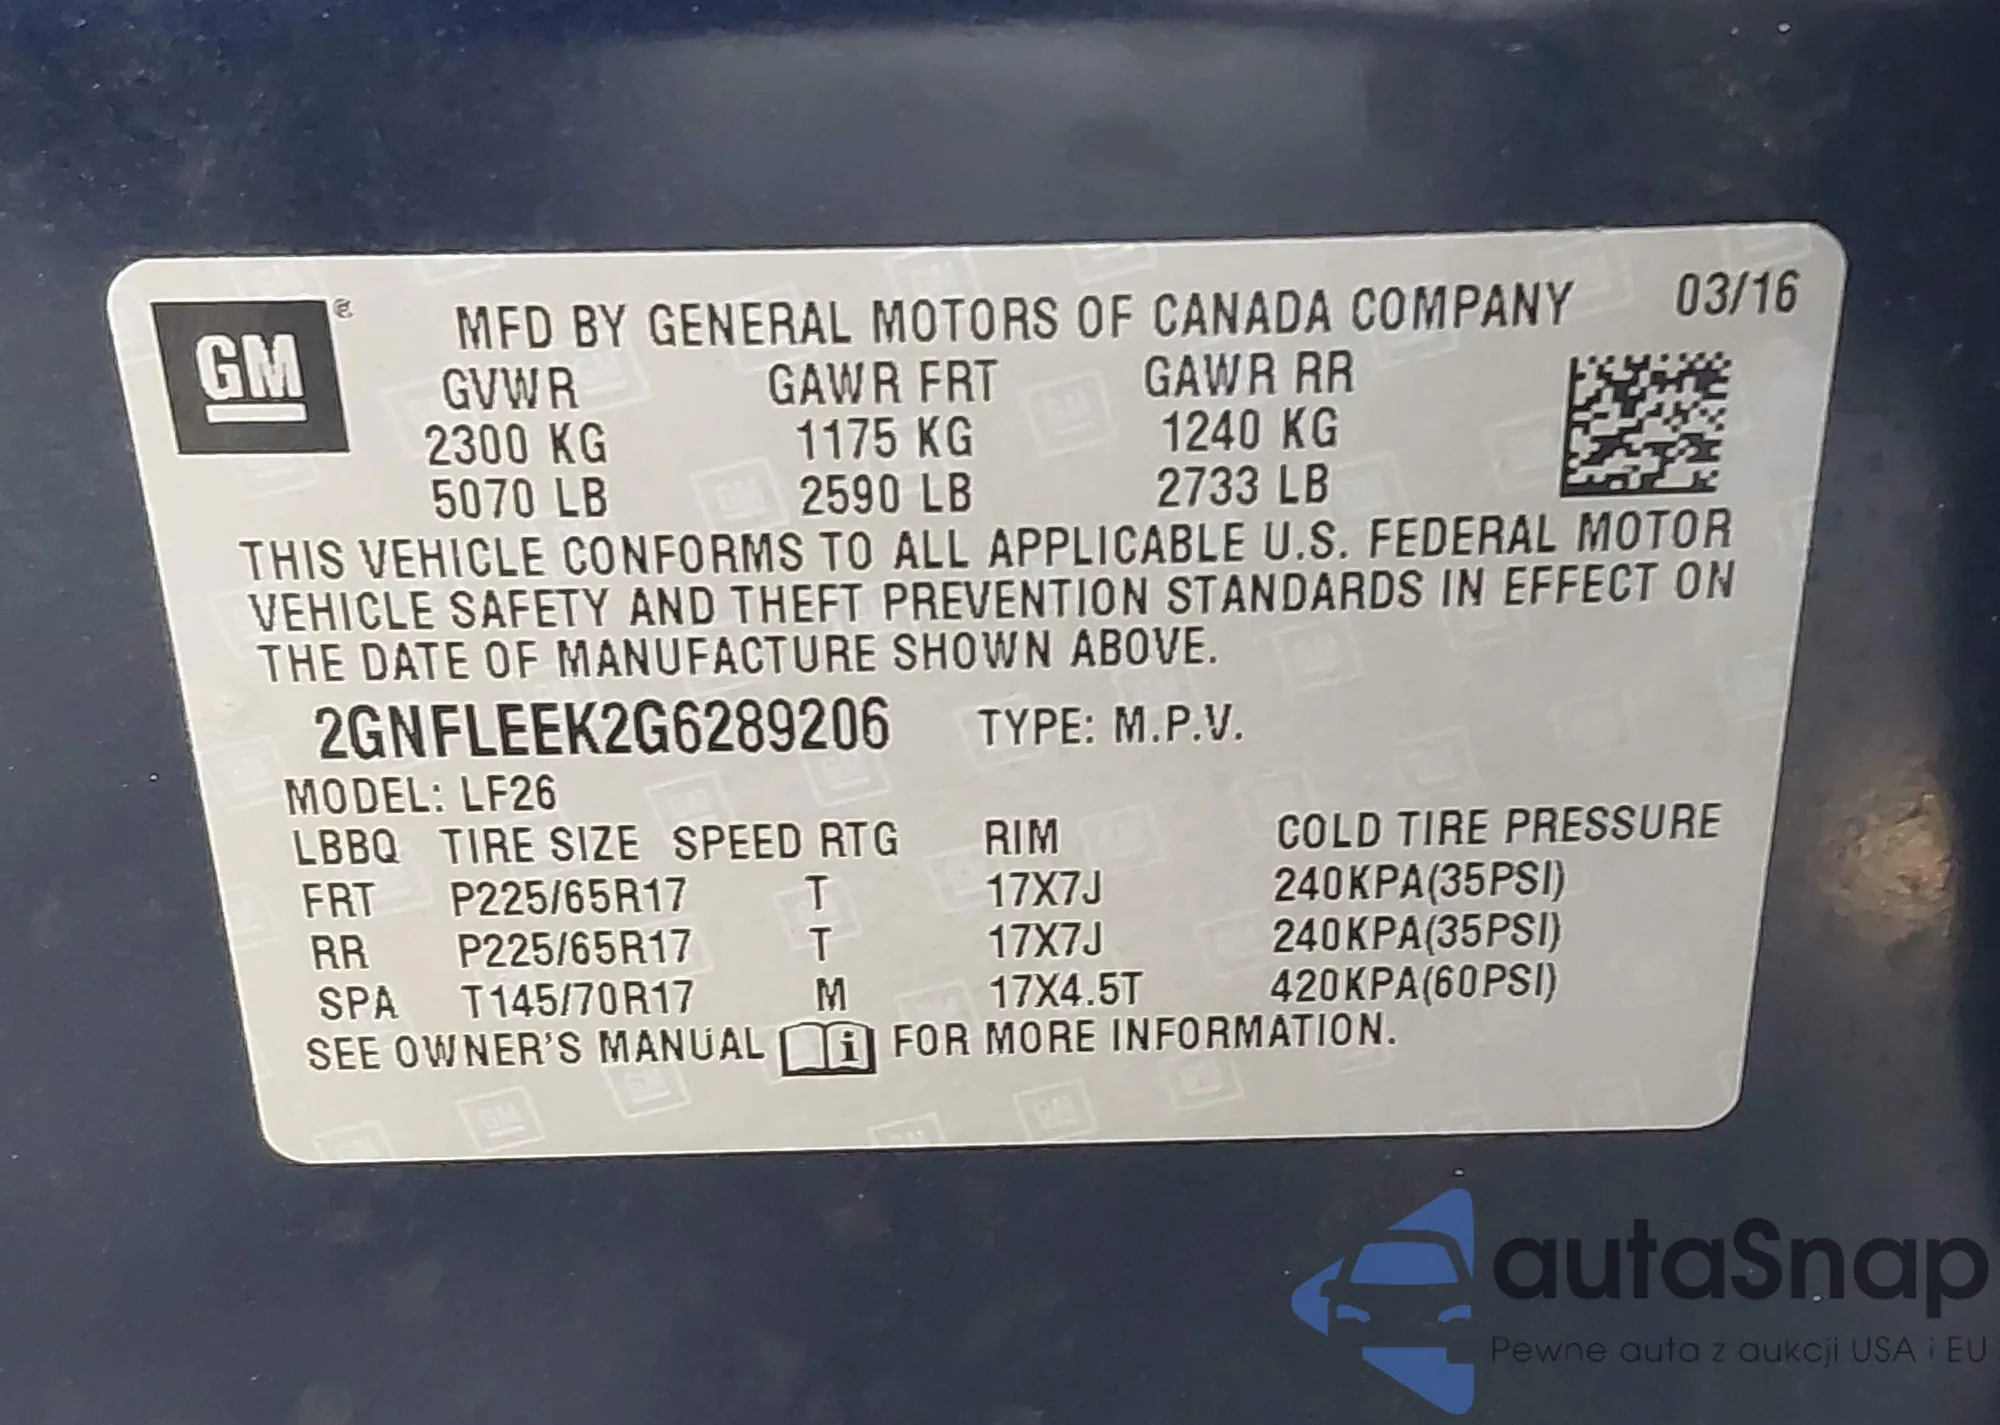 GM ®
MFD BY GENERAL MOTORS OF CANADA COMPANY 03/16
GVWR GAWR FRT GAWR RR
2300 KG 1175 KG 1240 KG
5070 LB 2590 LB 2733 LB
THIS VEHICLE CONFORMS TO ALL APPLICABLE U.S. FEDERAL MOTOR
VEHICLE SAFETY AND THEFT PREVENTION STANDARDS IN EFFECT ON
THE DATE OF MANUFACTURE SHOWN ABOVE.
2GNFLEEK2G6289206 TYPE: M.P.V.
MODEL: LF26
LBBQ TIRE SIZE SPEED RTG RIM COLD TIRE PRESSURE
FRT P225/65R17 T 17X7J 240KPA(35PSI)
RR P225/65R17 T 17X7J 240KPA(35PSI)
SPA T145/70R17 M 17X4.5T 420KPA(60PSI)
SEE OWNER'S MANUAL i FOR MORE INFORMATION.
autaSnap
Pewne auta z aukcji USA i EU